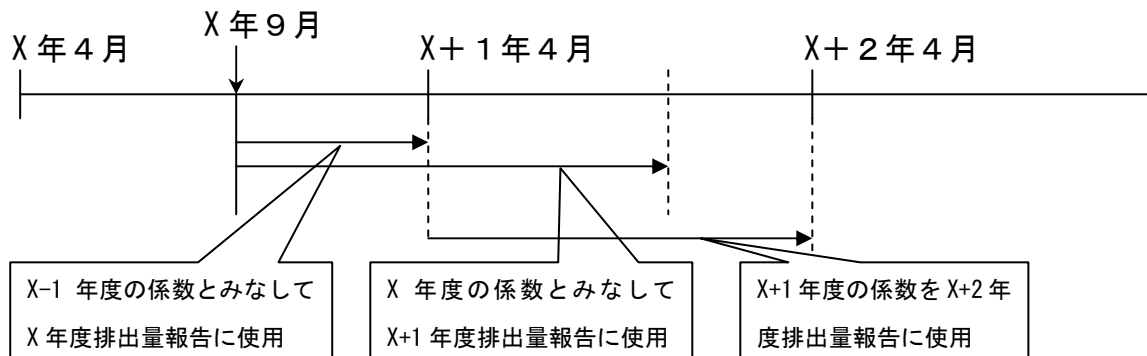 X年9月
X年4月
X+1年4月
X+2年4月
X-1 年度の係数とみなして
X 年度排出量報告に使用
X 年度の係数とみなして
X+1 年度排出量報告に使用
X+1 年度の係数を X+2 年
度排出量報告に使用